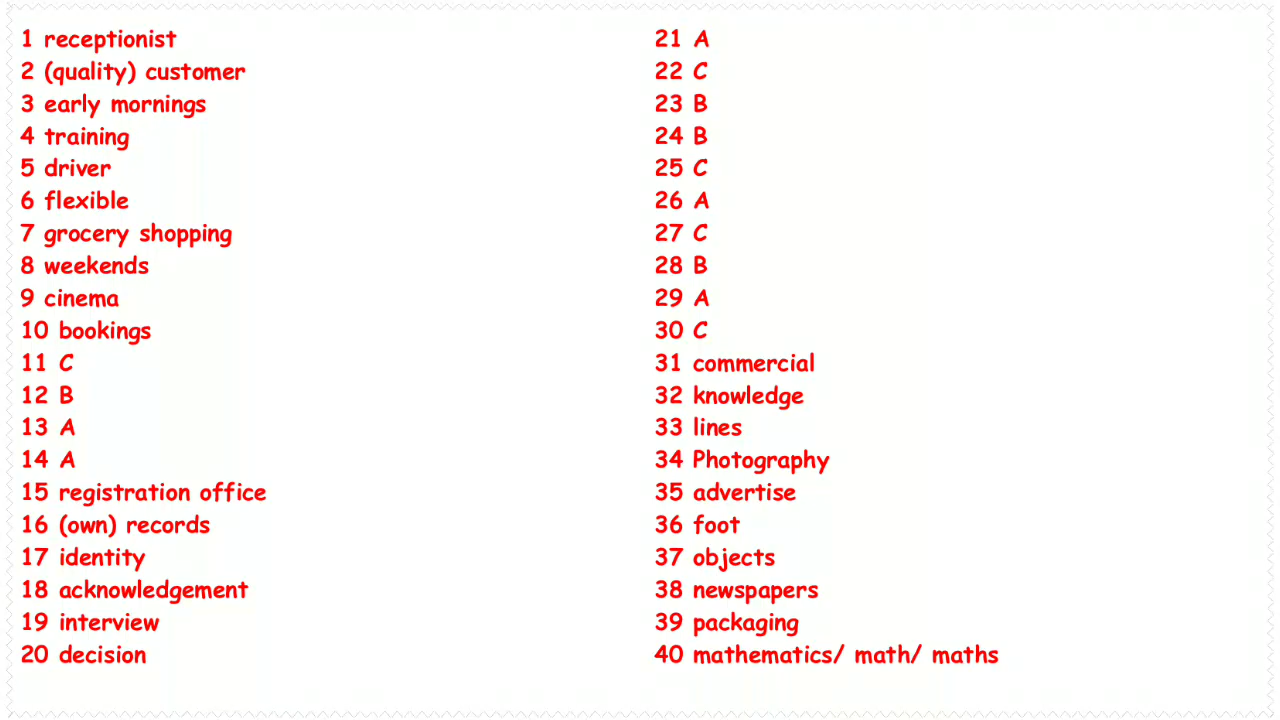 1 receptionist
2 (quality) customer
3 early mornings
4 training
5 driver
6 flexible
7 grocery shopping
8 weekends
9 cinema
10 bookings
11 C
12 B
13 A
14 A
15 registration office
16 (own) records
17 identity
18 acknowledgement
19 interview
20 decision
21 A
22 C
23 B
24 B
25 C
26 A
27 C
28 B
29 A
30 C
31 commercial
32 knowledge
33 lines
34 Photography
35 advertise
36 foot
37 objects
38 newspapers
39 packaging
40 mathematics/ math/ maths